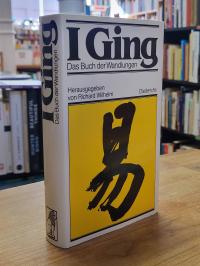 I Ging
Das Buch der Wandlungen
Herausgegeben
von Richard Wilhelm
Diederichs
易
I Ging
Das Buch der Wandlungen